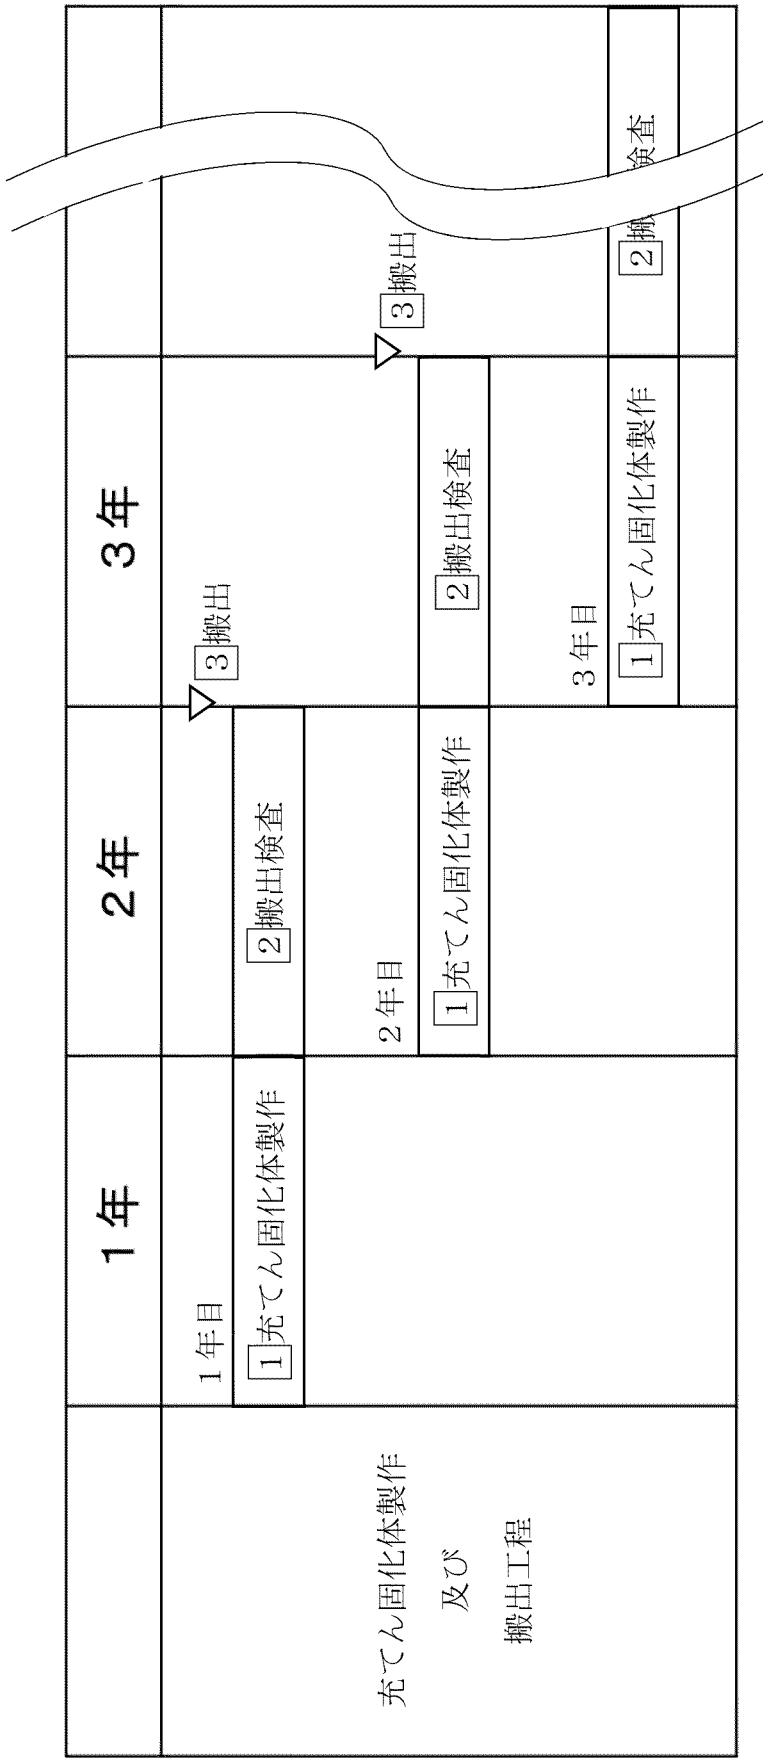 1年
2年
3年
充てん固化体製作
及び
搬出工程
1年目
1 充てん固化体製作
2 搬出検査
3 搬出
2年目
1 充てん固化体製作
2 搬出検査
3 搬出
3年目
1 充てん固化体製作
2 搬 検査